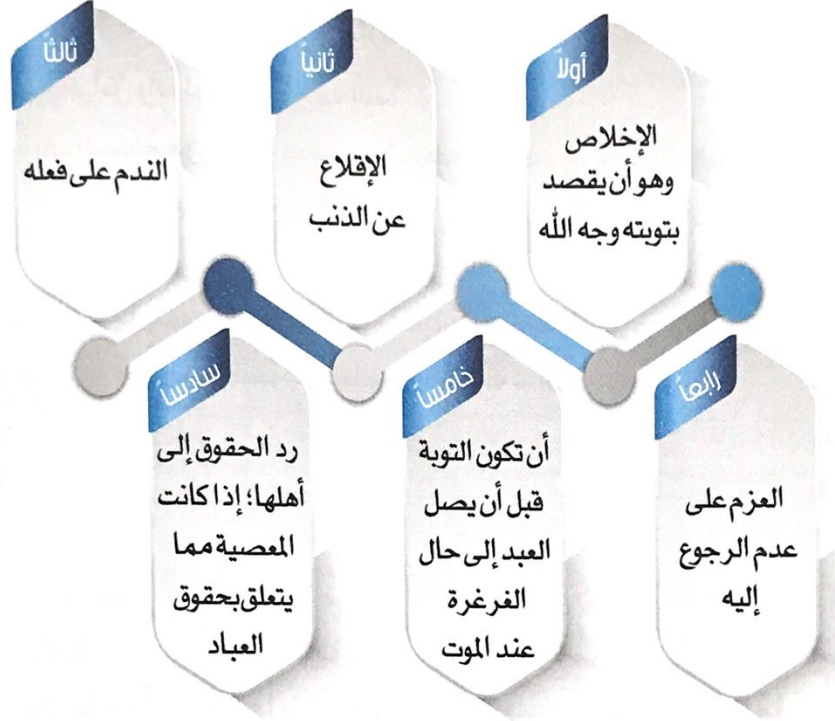 أولاً
الإخلاص
وهو أن يقصد
بتوبته وجه الله
ثانياً
الإقلاع
عن الذنب
ثالثاً
الندم على فعله
رابعاً
العزم على
عدم الرجوع
إليه
خامساً
أن تكون التوبة
قبل أن يصل
العبد إلى حال
الغرغرة
عند الموت
سادساً
رد الحقوق إلى
أهلها؛ إذا كانت
المعصية مما
يتعلق بحقوق
العباد